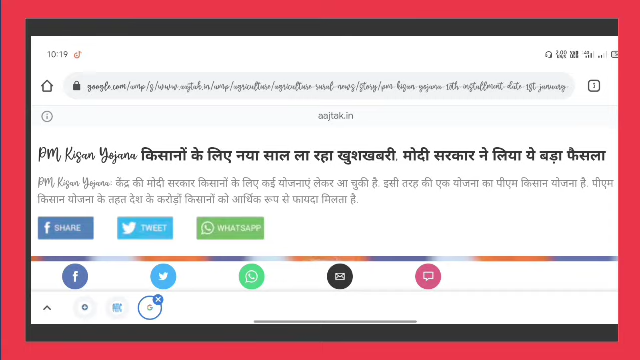 10:19
google.com/amp/s/www.aajtak.in/amp/agriculture/agriculture-rural-news/story/pm-kisan-yojana-10th-installment-date-1st-january-
aajtak.in
PM Kisan Yojana किसानों के लिए नया साल ला रहा खुशखबरी, मोदी सरकार ने लिया ये बड़ा फैसला
PM Kisan Yojana: केंद्र की मोदी सरकार किसानों के लिए कई योजनाएं लेकर आ चुकी है. इसी तरह की एक योजना का पीएम किसान योजना है. पीएम
किसान योजना के तहत देश के करोड़ों किसानों को आर्थिक रूप से फायदा मिलता है.
SHARE TWEET WHATSAPP